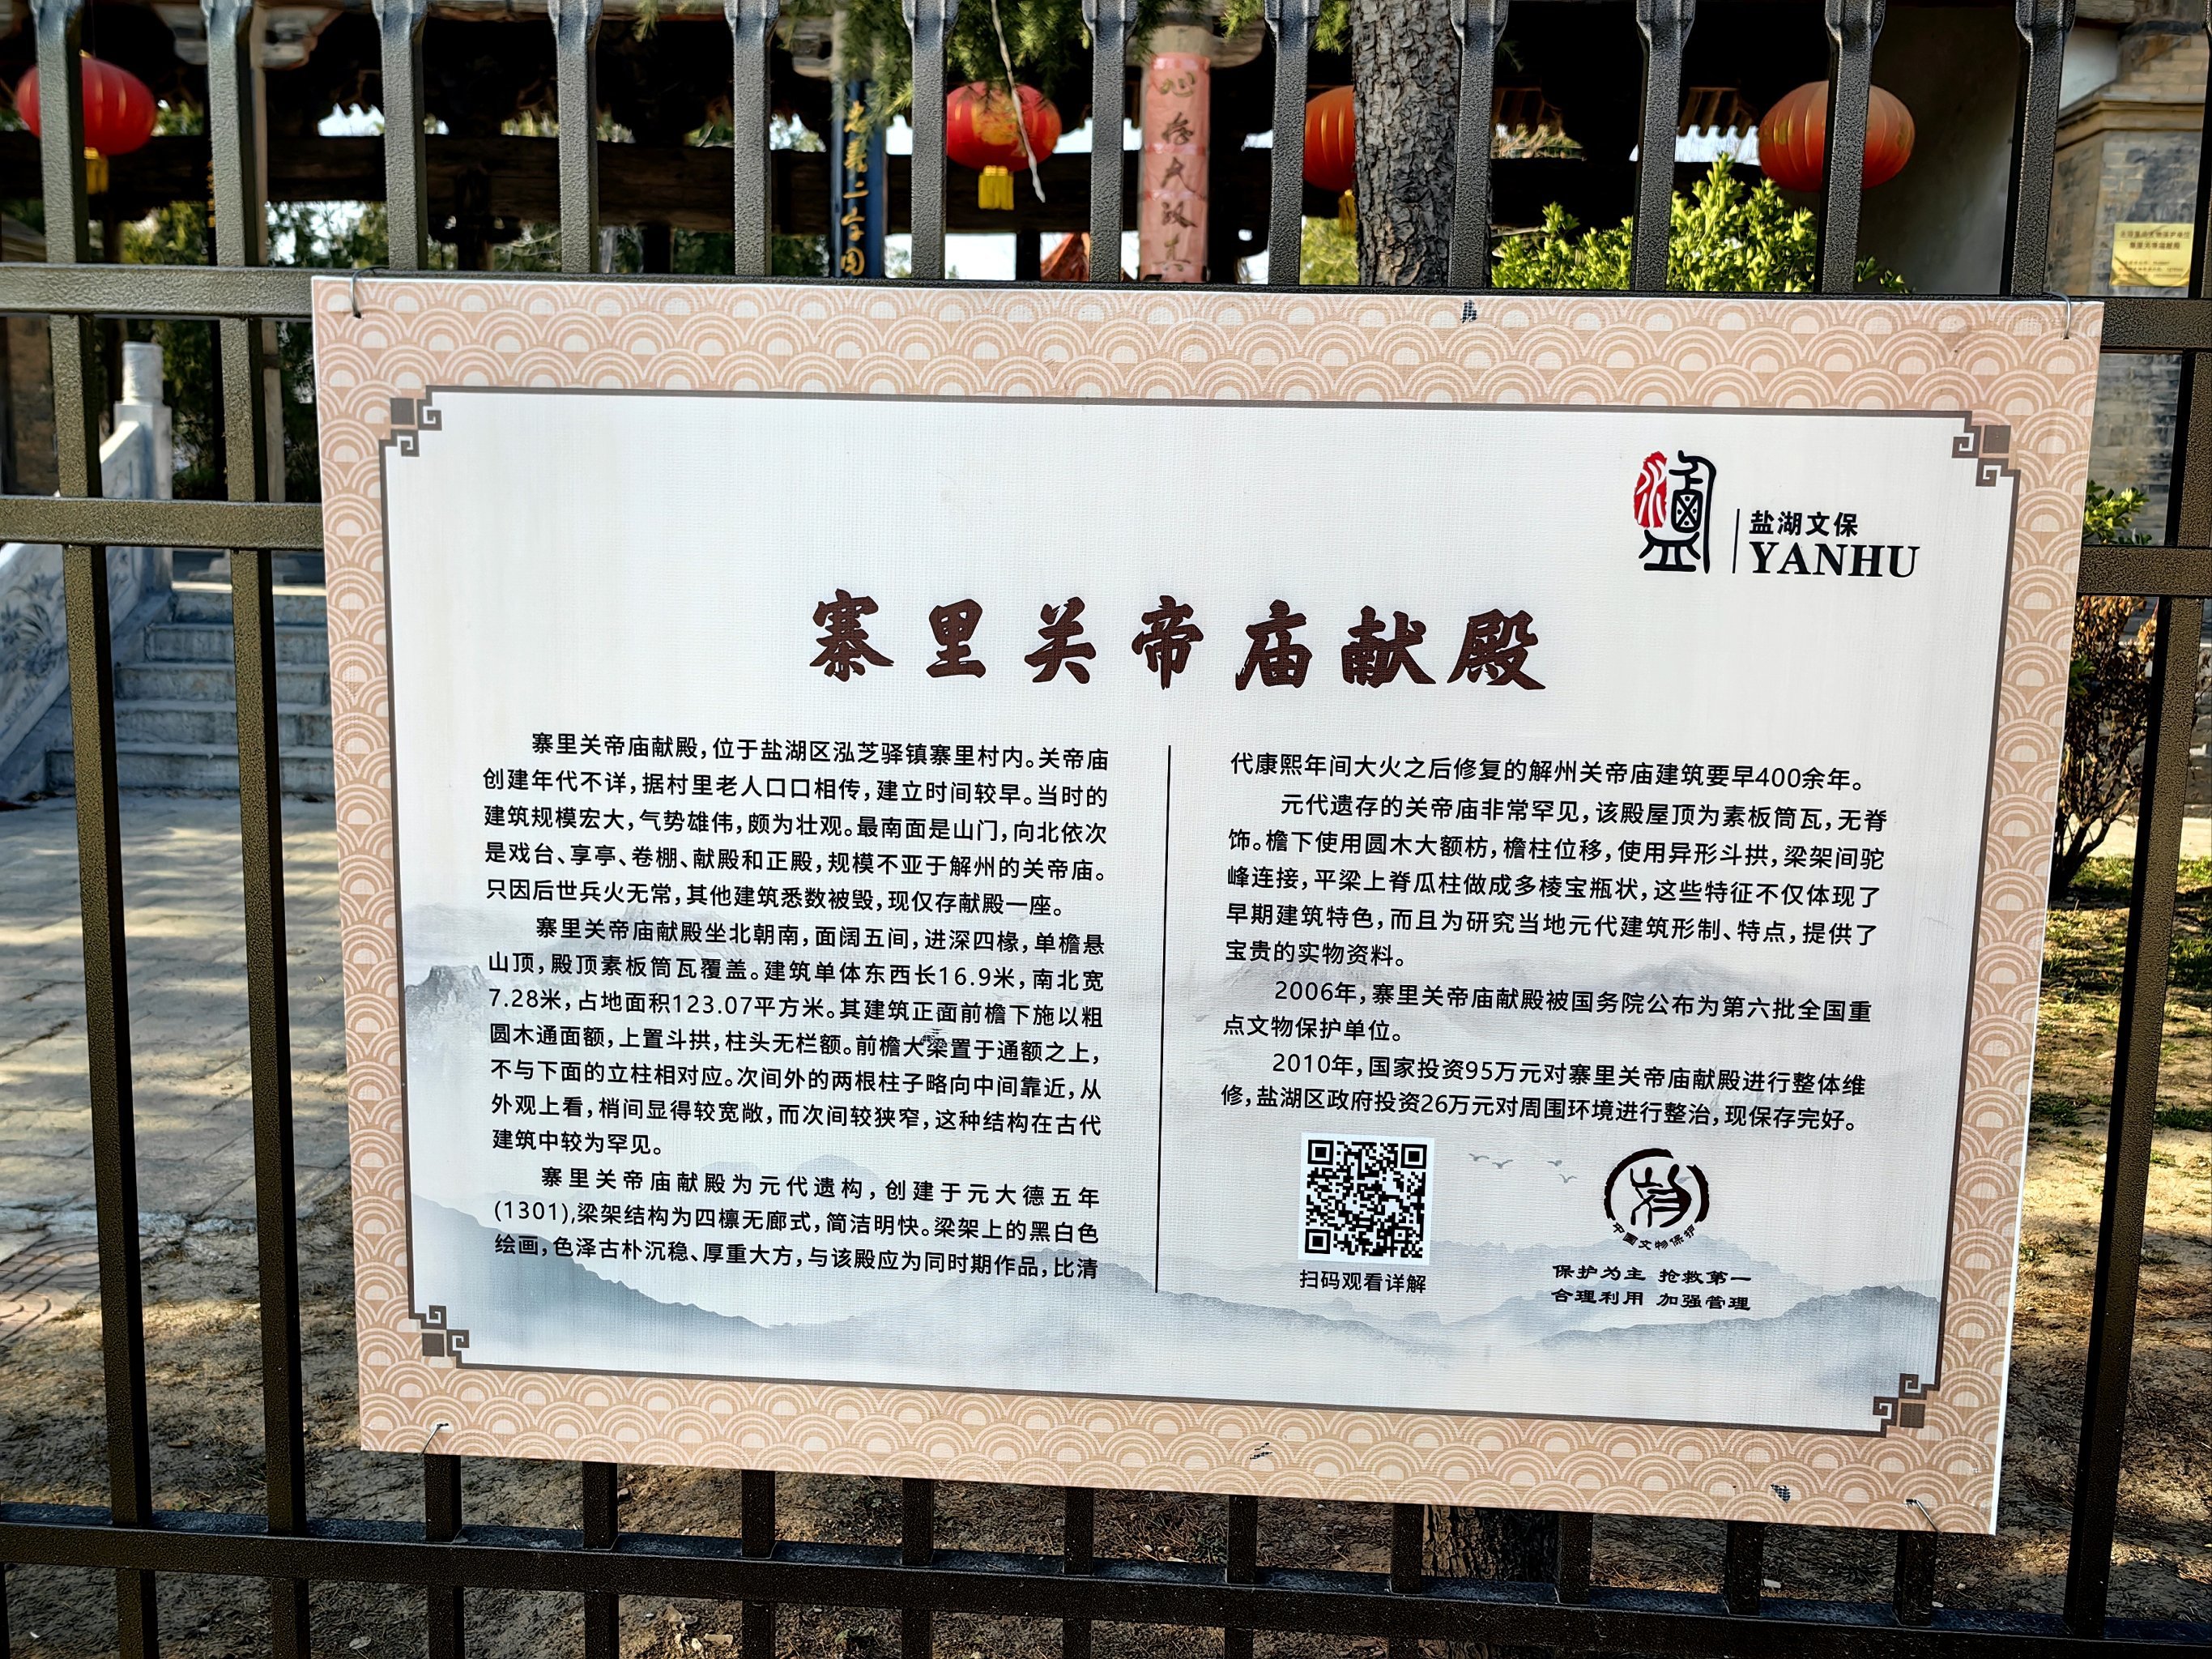 心存大汉
盐湖文保
YANHU
寨里关帝庙献殿
寨里关帝庙献殿，位于盐湖区泓芝驿镇寨里村内。关帝庙
创建年代不详，据村里老人口口相传，建立时间较早。当时的
建筑规模宏大，气势雄伟，颇为壮观。最南面是山门，向北依次
是戏台、享亭、卷棚、献殿和正殿，规模不亚于解州的关帝庙。
只因后世兵火无常，其他建筑悉数被毁，现仅存献殿一座。
寨里关帝庙献殿坐北朝南，面阔五间，进深四椽，单檐悬
山顶，殿顶素板筒瓦覆盖。建筑单体东西长16.9米，南北宽
7.28米，占地面积123.07平方米。其建筑正面前檐下施以粗
圆木通面额，上置斗拱，柱头无栏额。前檐大梁置于通额之上，
不与下面的立柱相对应。次间外的两根柱子略向中间靠近，从
外观上看，梢间显得较宽敞，而次间较狭窄，这种结构在古代
建筑中较为罕见。
寨里关帝庙献殿为元代遗构，创建于元大德五年
(1301),梁架结构为四檩无廊式，简洁明快。梁架上的黑白色
绘画，色泽古朴沉稳、厚重大方，与该殿应为同时期作品，比清
代康熙年间大火之后修复的解州关帝庙建筑要早400余年。
元代遗存的关帝庙非常罕见，该殿屋顶为素板筒瓦，无脊
饰。檐下使用圆木大额枋，檐柱位移，使用异形斗拱，梁架间驼
峰连接，平梁上脊瓜柱做成多棱宝瓶状，这些特征不仅体现了
早期建筑特色，而且为研究当地元代建筑形制、特点，提供了
宝贵的实物资料。
2006年，寨里关帝庙献殿被国务院公布为第六批全国重
点文物保护单位。
2010年，国家投资95万元对寨里关帝庙献殿进行整体维
修，盐湖区政府投资26万元对周围环境进行整治，现保存完好。
扫码观看详解
中国文物保护
保护为主 抢救第一
合理利用 加强管理